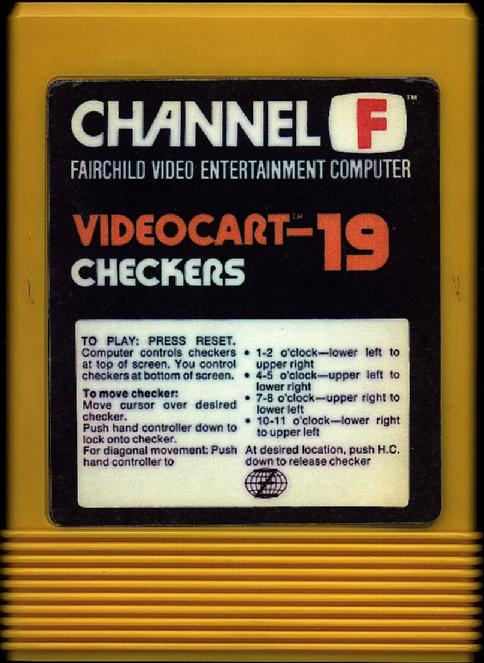 CHANNEL F™
FAIRCHILD VIDEO ENTERTAINMENT COMPUTER
VIDEOCART™–19
CHECKERS
TO PLAY: PRESS RESET.
Computer controls checkers
at top of screen. You control
checkers at bottom of screen.
To move checker:
Move cursor over desired
checker.
Push hand controller down to
lock onto checker.
For diagonal movement: Push
hand controller to
• 1-2 o'clock—lower left to
upper right
• 4-5 o'clock—upper left to
lower right
• 7-8 o'clock—upper right to
lower left
• 10-11 o'clock—lower right
to upper left
At desired location, push H.C.
down to release checker